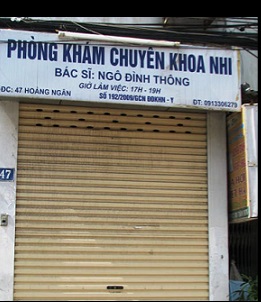 PHÒNG KHÁM CHUYÊN KHOA NHI
BÁC SĨ: NGÔ ĐÌNH THÔNG
GIỜ LÀM VIỆC: 17H - 19H
ĐC: 47 HOÀNG NGÂN
SỐ 192/2009/GCN ĐĐKHN - Y
ĐT: 0913306279
47